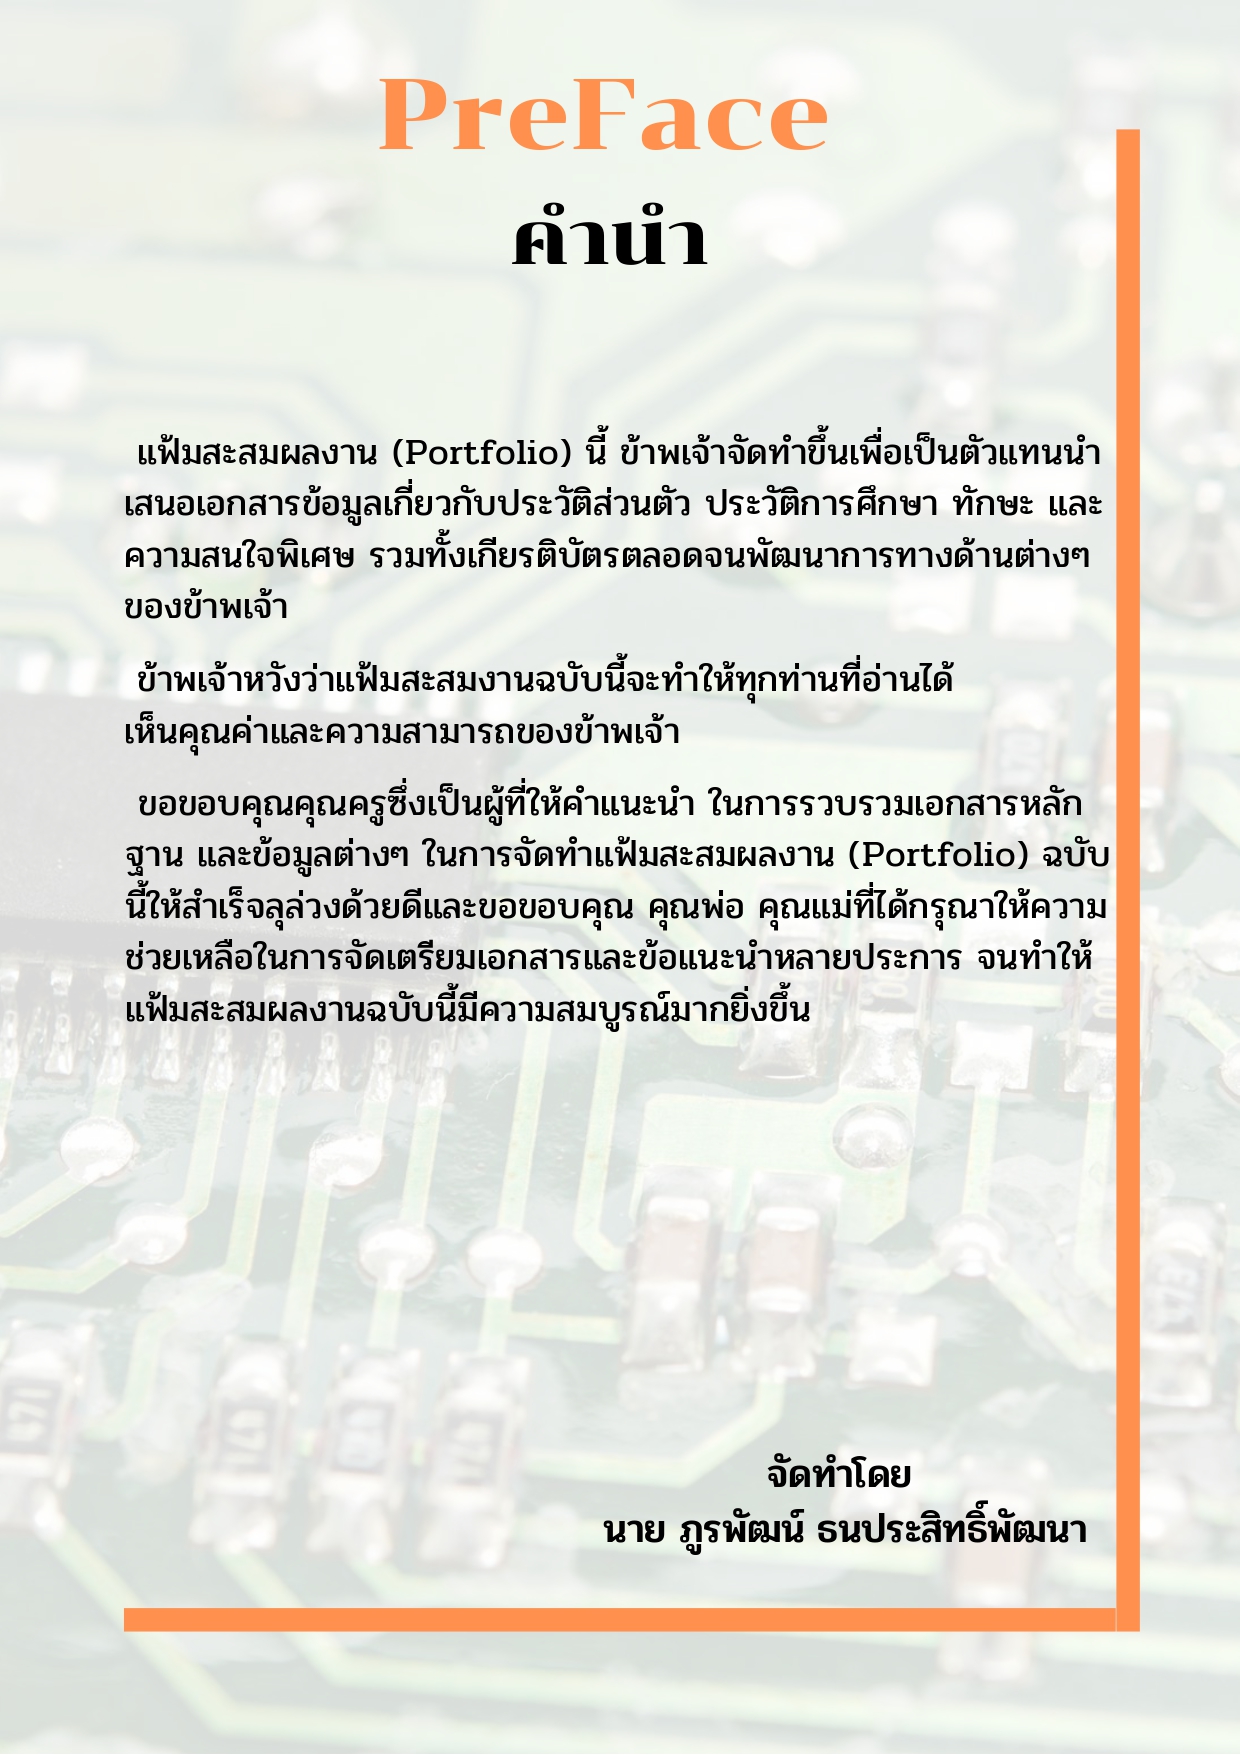 PreFace
คำนำ
แฟ้มสะสมผลงาน (Portfolio) นี้ ข้าพเจ้าจัดทำขึ้นเพื่อเป็นตัวแทนนำ
เสนอเอกสารข้อมูลเกี่ยวกับประวัติส่วนตัว ประวัติการศึกษา ทักษะ และ
ความสนใจพิเศษ รวมทั้งเกียรติบัตรตลอดจนพัฒนาการทางด้านต่างๆ
ของข้าพเจ้า
ข้าพเจ้าหวังว่าแฟ้มสะสมงานฉบับนี้จะทำให้ทุกท่านที่อ่านได้
เห็นคุณค่าและความสามารถของข้าพเจ้า
ขอขอบคุณคุณครูซึ่งเป็นผู้ที่ให้คำแนะนำ ในการรวบรวมเอกสารหลัก
ฐาน และข้อมูลต่างๆ ในการจัดทำแฟ้มสะสมผลงาน (Portfolio) ฉบับ
นี้ให้สำเร็จลุล่วงด้วยดีและขอขอบคุณ คุณพ่อ คุณแม่ที่ได้กรุณาให้ความ
ช่วยเหลือในการจัดเตรียมเอกสารและข้อแนะนำหลายประการ จนทำให้
แฟ้มสะสมผลงานฉบับนี้มีความสมบูรณ์มากยิ่งขึ้น
จัดทำโดย
นาย ภูรพัฒน์ ธนประสิทธิ์พัฒนา